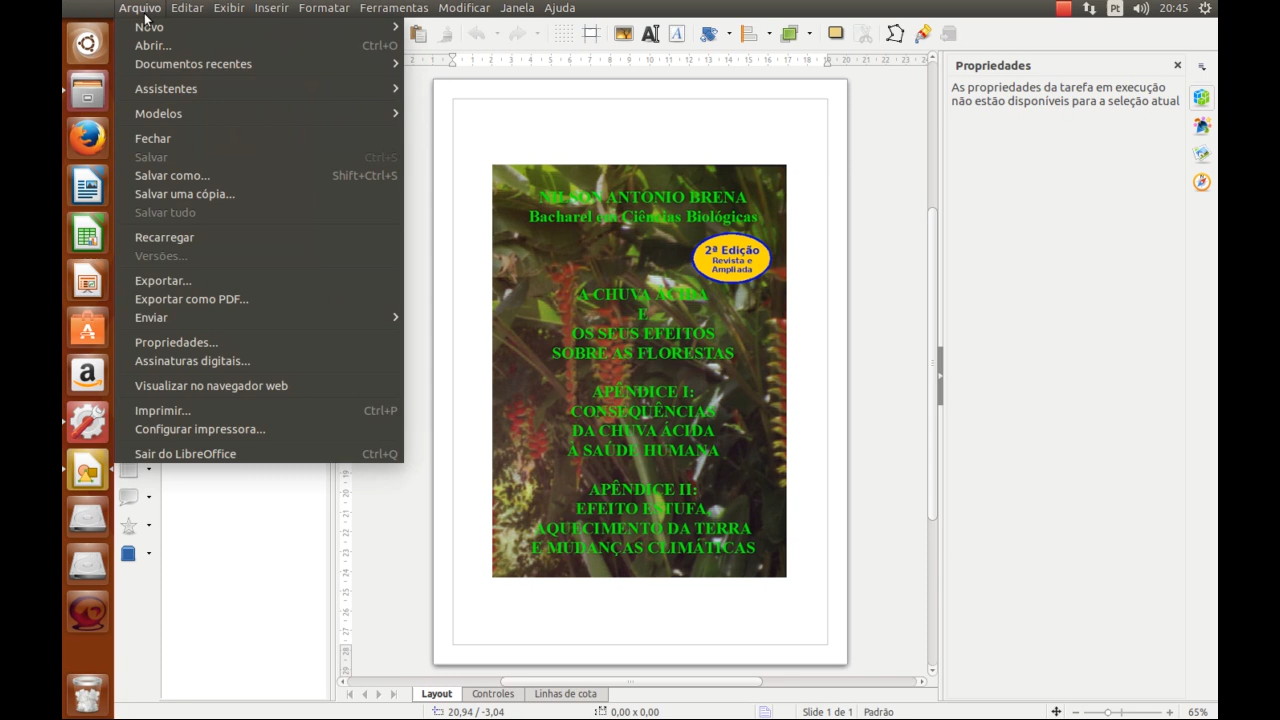 Arquivo Editar Exibir Inserir Formatar Ferramentas Modificar Janela Ajuda
Pt 20:45
Novo
Abrir... Ctrl+O
Documentos recentes
Assistentes
Modelos
Fechar
Salvar Ctrl+S
Salvar como... Shift+Ctrl+S
Salvar uma cópia...
Salvar tudo
Recarregar
Versões...
Exportar...
Exportar como PDF...
Enviar
Propriedades...
Assinaturas digitais...
Visualizar no navegador web
Imprimir... Ctrl+P
Configurar impressora...
Sair do LibreOffice Ctrl+Q
NILSON ANTÔNIO BRENA
Bacharel em Ciências Biológicas
2ª Edição
Revista e
Ampliada
A CHUVA ÁCIDA
E
OS SEUS EFEITOS
SOBRE AS FLORESTAS
APÊNDICE I:
CONSEQUÊNCIAS
DA CHUVA ÁCIDA
À SAÚDE HUMANA
APÊNDICE II:
EFEITO ESTUFA,
AQUECIMENTO DA TERRA
E MUDANÇAS CLIMÁTICAS
Propriedades
As propriedades da tarefa em execução
não estão disponíveis para a seleção atual
Layout Controles Linhas de cota
20,94 / -3,04 0,00 x 0,00 Slide 1 de 1 Padrão 65%